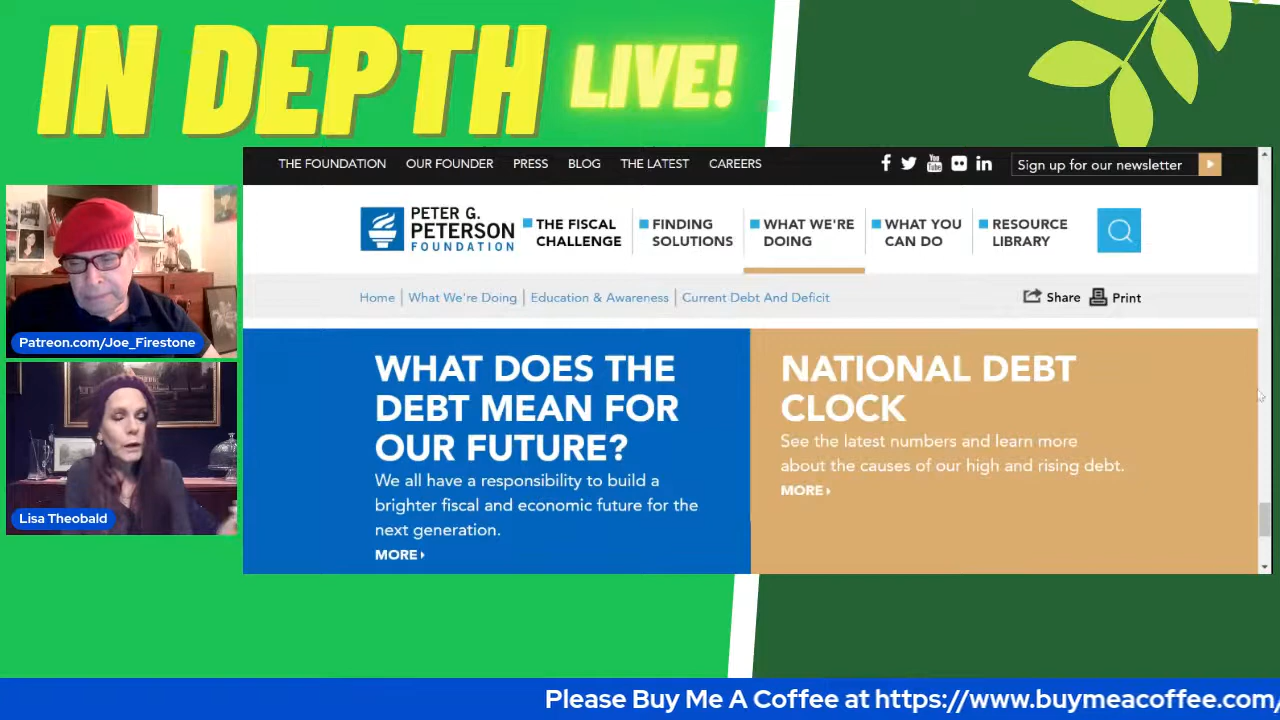 IN DEPTH LIVE!
THE FOUNDATION OUR FOUNDER PRESS BLOG THE LATEST CAREERS
You Tube
in
Sign up for our newsletter
PETER G.
PETERSON
FOUNDATION
THE FISCAL
CHALLENGE
FINDING
SOLUTIONS
WHAT WE'RE
DOING
WHAT YOU
CAN DO
RESOURCE
LIBRARY
Home | What We're Doing | Education & Awareness | Current Debt And Deficit
Share Print
Patreon.com/Joe_Firestone
Lisa Theobald
WHAT DOES THE
DEBT MEAN FOR
OUR FUTURE?
We all have a responsibility to build a
brighter fiscal and economic future for the
next generation.
MORE
NATIONAL DEBT
CLOCK
See the latest numbers and learn more
about the causes of our high and rising debt.
MORE
Please Buy Me A Coffee at https://www.buymeacoffee.com/